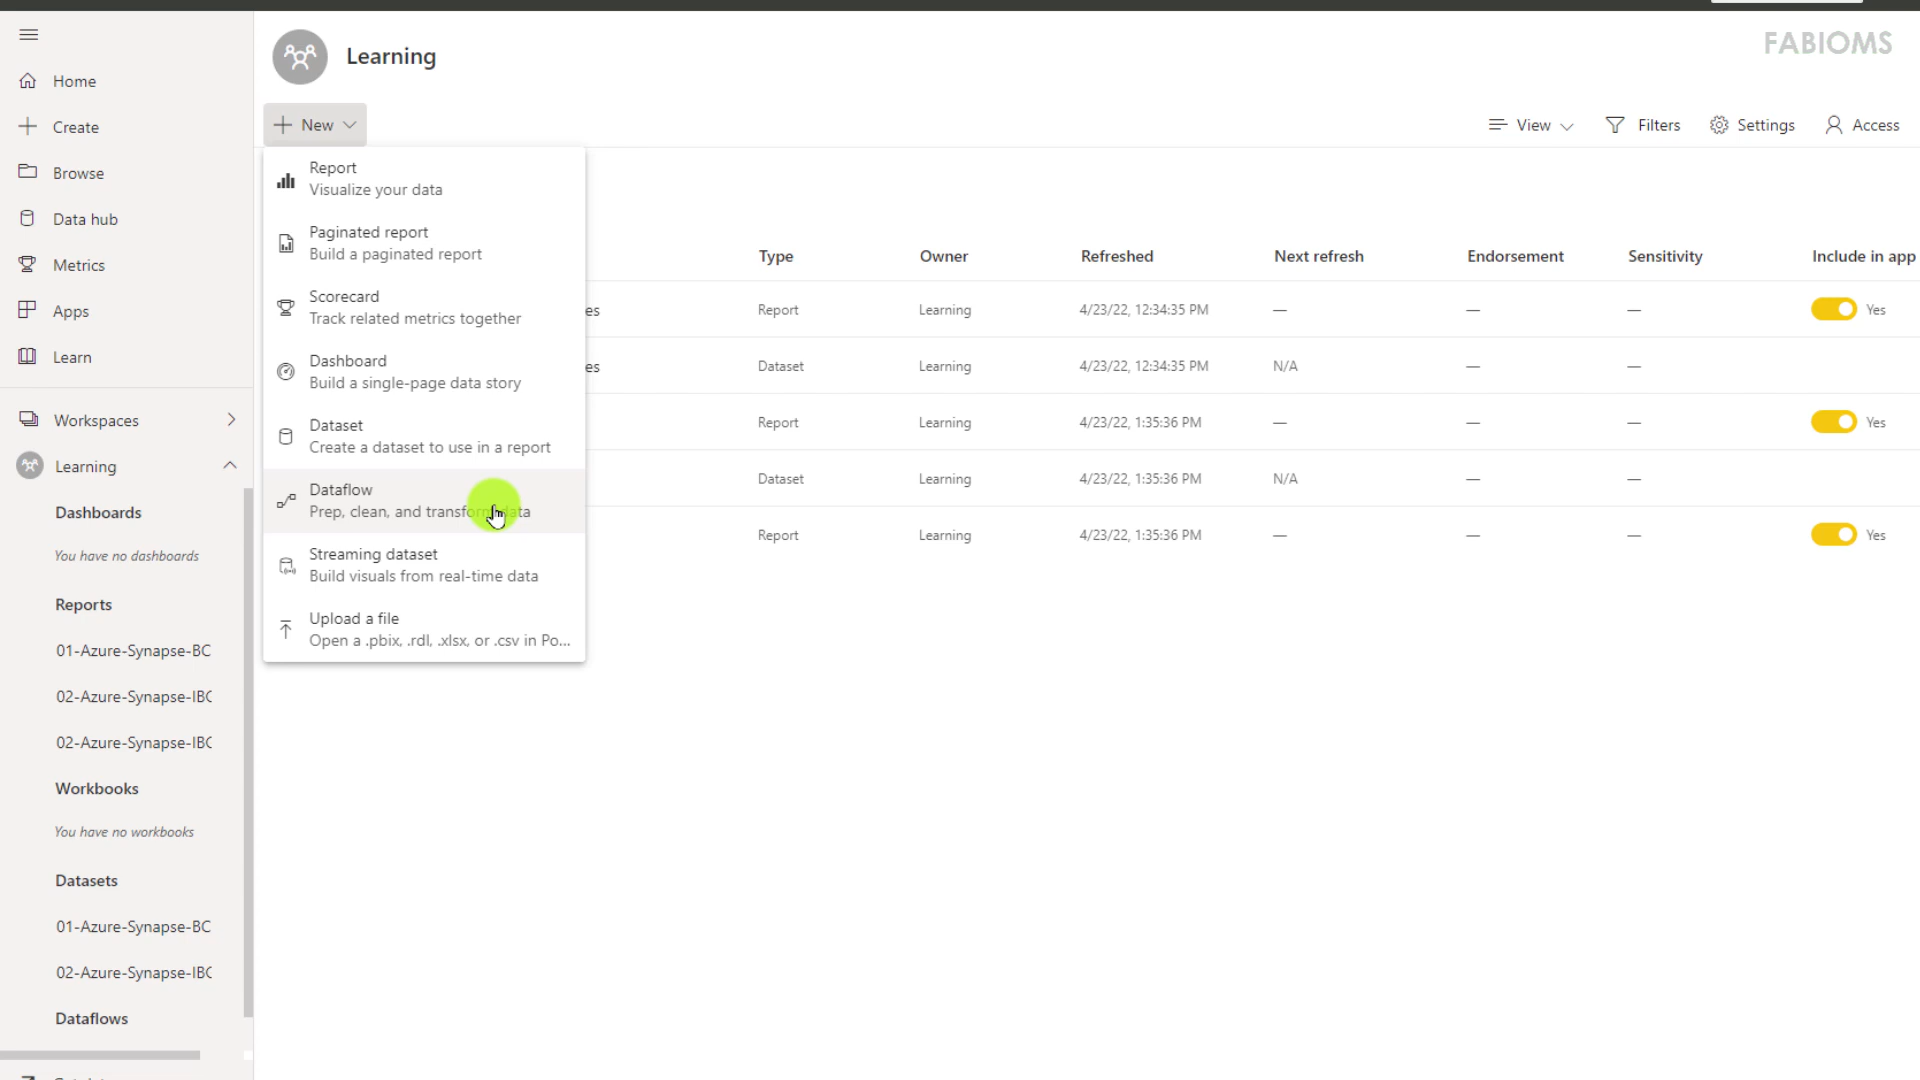 Learning
FABIOMS
Home
Create
Browse
Data hub
Metrics
Apps
Learn
Workspaces
Learning
Dashboards
You have no dashboards
Reports
01-Azure-Synapse-BC
02-Azure-Synapse-IBC
02-Azure-Synapse-IBC
Workbooks
You have no workbooks
Datasets
01-Azure-Synapse-BC
02-Azure-Synapse-IBC
Dataflows
New
View
Filters
Settings
Access
Report
Visualize your data
Paginated report
Build a paginated report
Scorecard
Track related metrics together
Dashboard
Build a single-page data story
Dataset
Create a dataset to use in a report
Dataflow
Prep, clean, and transform data
Streaming dataset
Build visuals from real-time data
Upload a file
Open a .pbix, .rdl, .xlsx, or .csv in Po...
Type Owner Refreshed Next refresh Endorsement Sensitivity Include in app
es Report Learning 4/23/22, 12:34:35 PM — — — Yes
es Dataset Learning 4/23/22, 12:34:35 PM N/A — —
Report Learning 4/23/22, 1:35:36 PM — — — Yes
Dataset Learning 4/23/22, 1:35:36 PM N/A — —
Report Learning 4/23/22, 1:35:36 PM — — — Yes